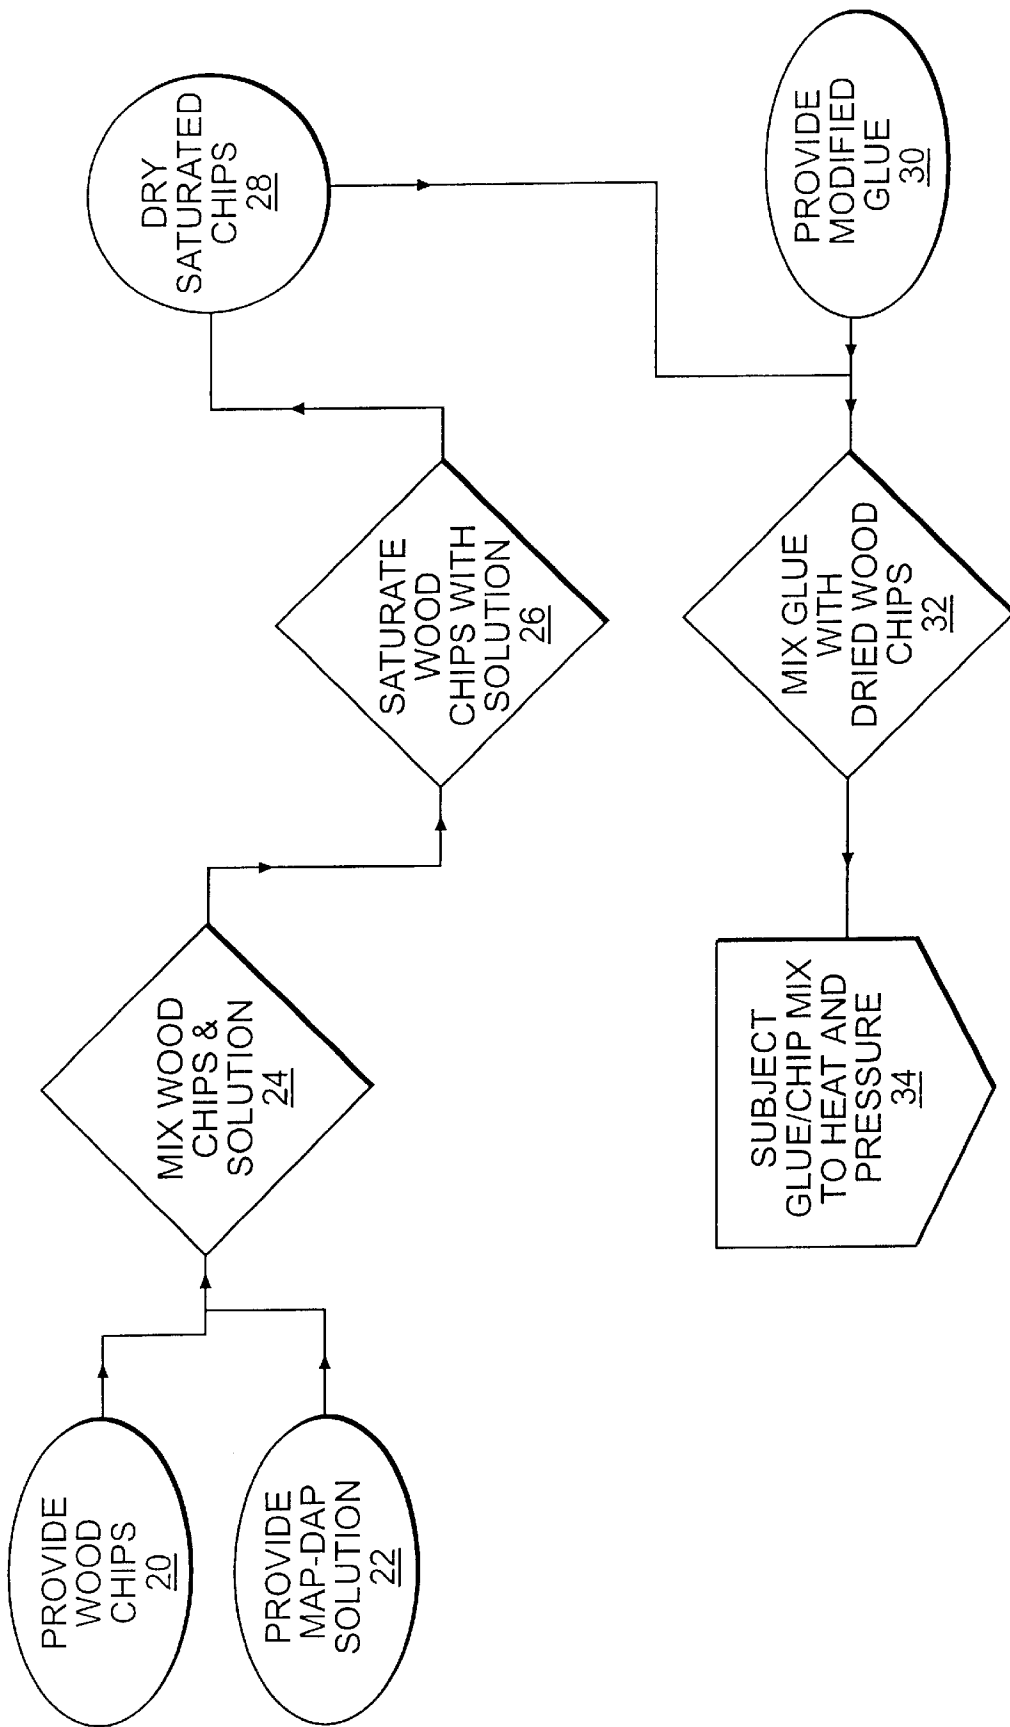 PROVIDE
WOOD
CHIPS
20
PROVIDE
MAP-DAP
SOLUTION
22
MIX WOOD
CHIPS &
SOLUTION
24
SATURATE
WOOD
CHIPS WITH
SOLUTION
26
DRY
SATURATED
CHIPS
28
PROVIDE
MODIFIED
GLUE
30
MIX GLUE
WITH
DRIED WOOD
CHIPS
32
SUBJECT
GLUE/CHIP MIX
TO HEAT AND
PRESSURE
34